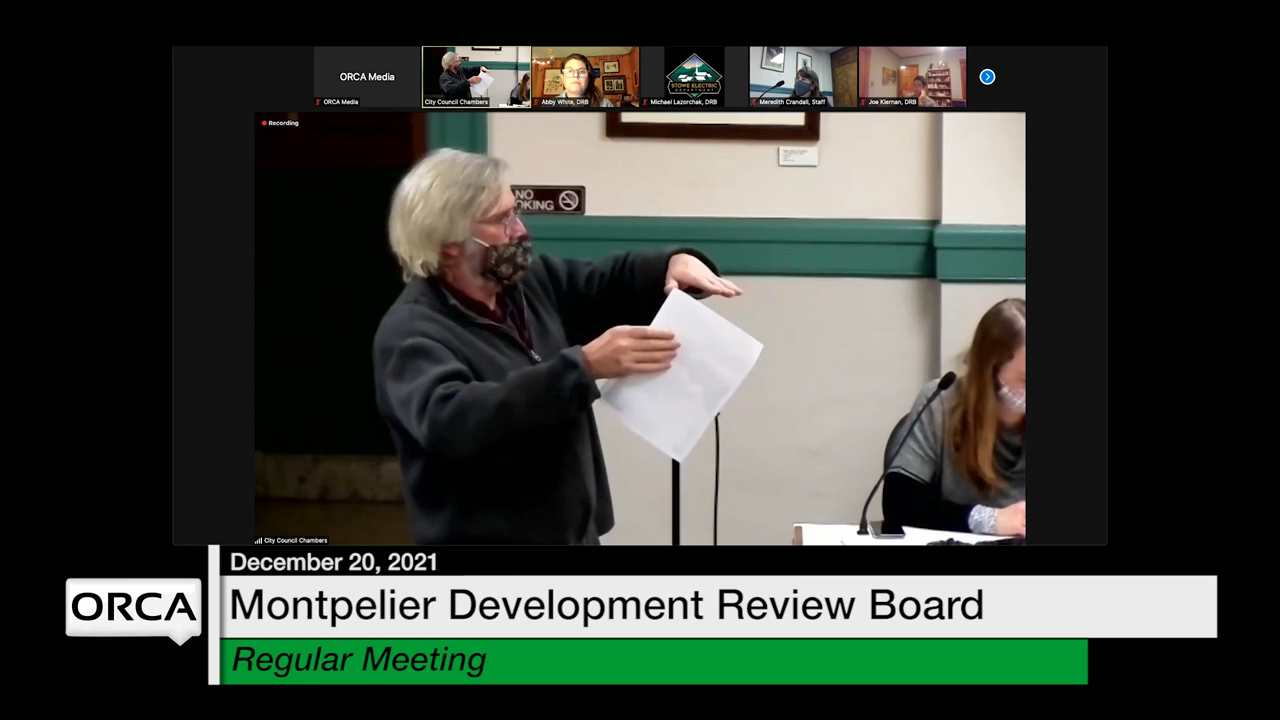 ORCA Media
ORCA Media
City Council Chambers
Abby White, DRB
STOWE ELECTRIC
DEPARTMENT
Michael Lazorchak, DRB
Meredith Crandall, Staff
Joe Kiernan, DRB
Recording
NO
OKING
City Council Chambers
December 20, 2021
ORCA
Montpelier Development Review Board
Regular Meeting